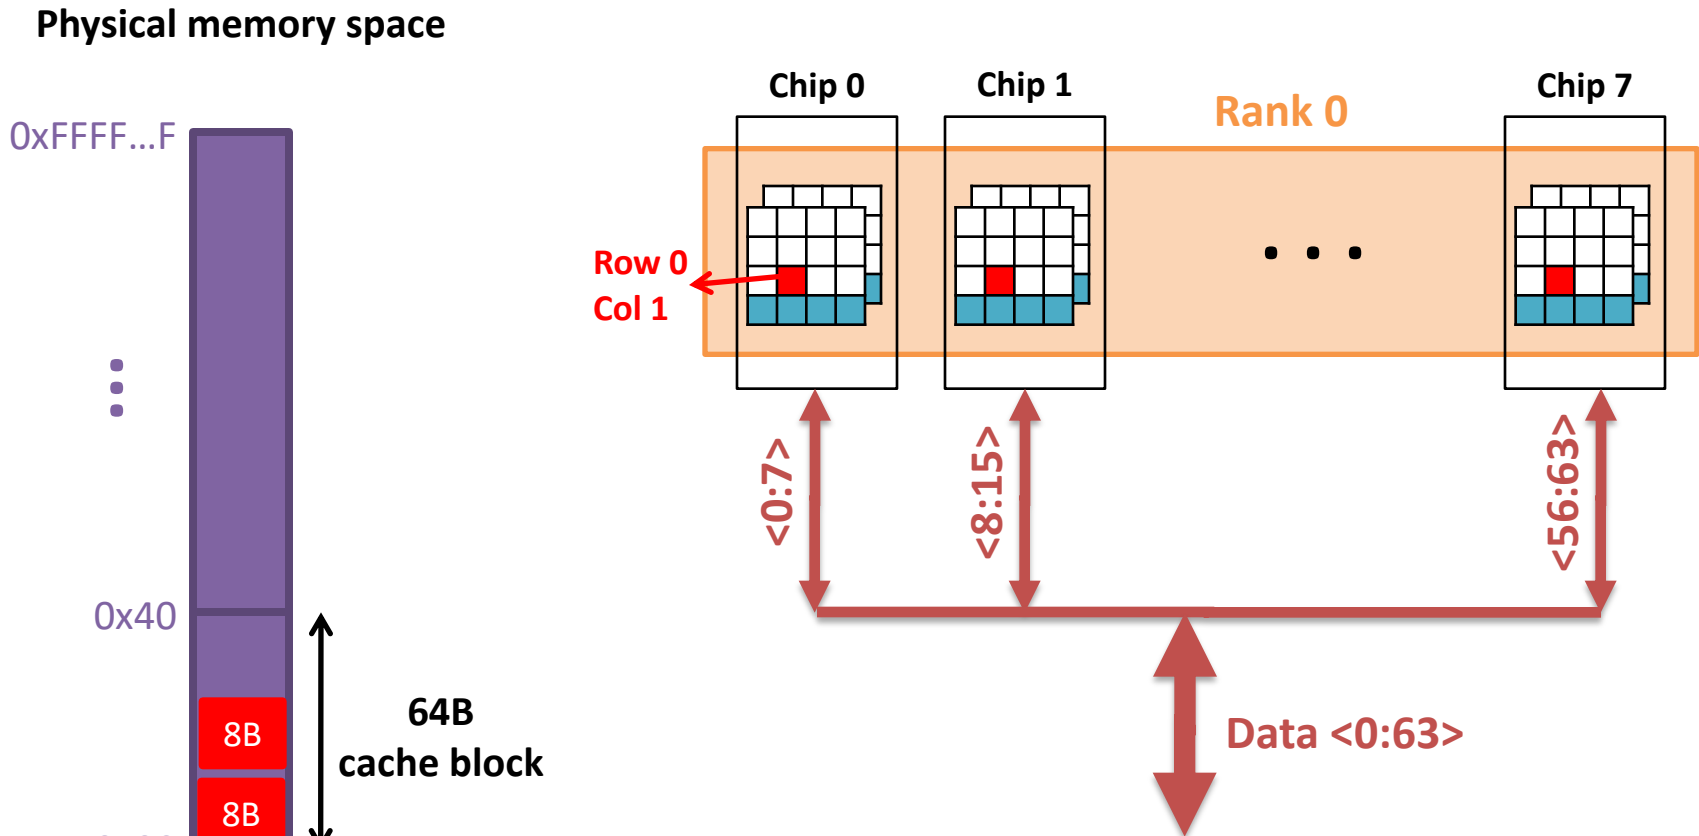 Physical memory space
Chip 0
Chip 1
Rank 0
Chip 7
0xFFFF...F
Row 0
Col 1
<0:7>
<8:15>
<56:63>
0x40
64B
cache block
8B
8B
Data <0:63>